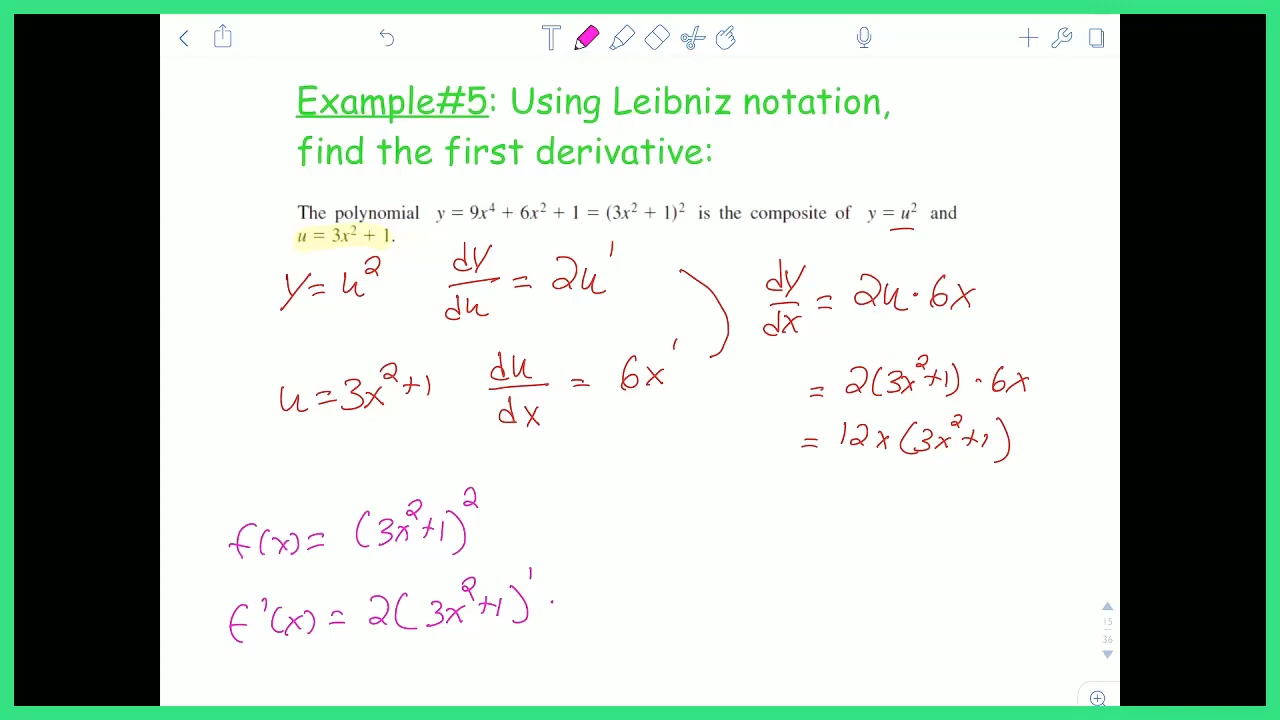 Example#5: Using Leibniz notation,
find the first derivative:
The polynomial y = 9x⁴ + 6x² + 1 = (3x² + 1)² is the composite of y = u² and
u = 3x² + 1.
y = u² dy/du = 2u¹
dy/dx = 2u · 6x
u = 3x² + 1 du/dx = 6x¹
= 2(3x²+1) · 6x
= 12x(3x²+1)
f(x) = (3x²+1)²
f'(x) = 2(3x²+1)¹ ·
15
36